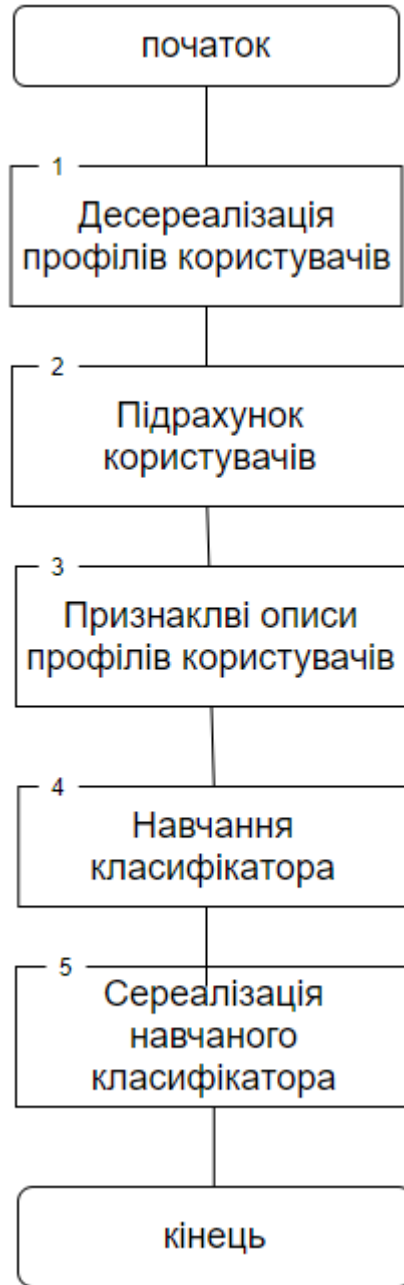 початок
1
Десереалізація
профілів користувачів
2
Підрахунок
користувачів
3
Признаклві описи
профілів користувачів
4
Навчання
класифікатора
5
Сереалізація
навчаного
класифікатора
кінець